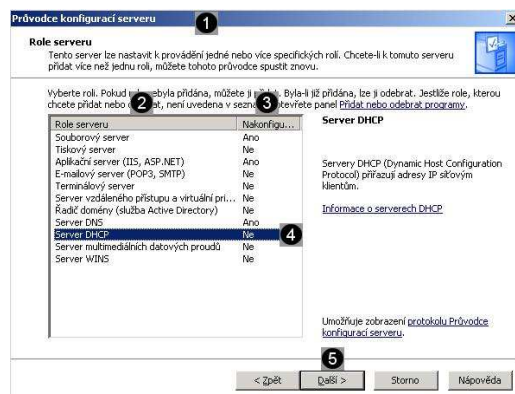 Průvodce konfigurací serveru
1
Role serveru
Tento server lze nastavit k provádění jedné nebo více specifických rolí. Chcete-li k tomuto serveru
přidat více než jednu roli, můžete tohoto průvodce spustit znovu.
Vyberte roli. Pokud nebyla přidána, můžete ji přidat. Byla-li již přidána, lze ji odebrat. Jestliže role, kterou
chcete přidat nebo odebrat, není uvedena v seznamu, otevřete panel Přidat nebo odebrat programy.
2
3
Role serveru Nakonfigu...
Souborový server Ano
Tiskový server Ne
Aplikační server (IIS, ASP.NET) Ano
E-mailový server (POP3, SMTP) Ne
Terminálový server Ne
Server vzdáleného přístupu a virtuální pri... Ne
Řadič domény (služba Active Directory) Ne
Server DNS Ano
Server DHCP Ne
4
Server multimediálních datových proudů Ne
Server WINS Ne
Server DHCP
Servery DHCP (Dynamic Host Configuration
Protocol) přiřazují adresy IP síťovým
klientům.
Informace o serverech DHCP
Umožňuje zobrazení protokolu Průvodce
konfigurací serveru.
5
< Zpět
Další >
Storno
Nápověda